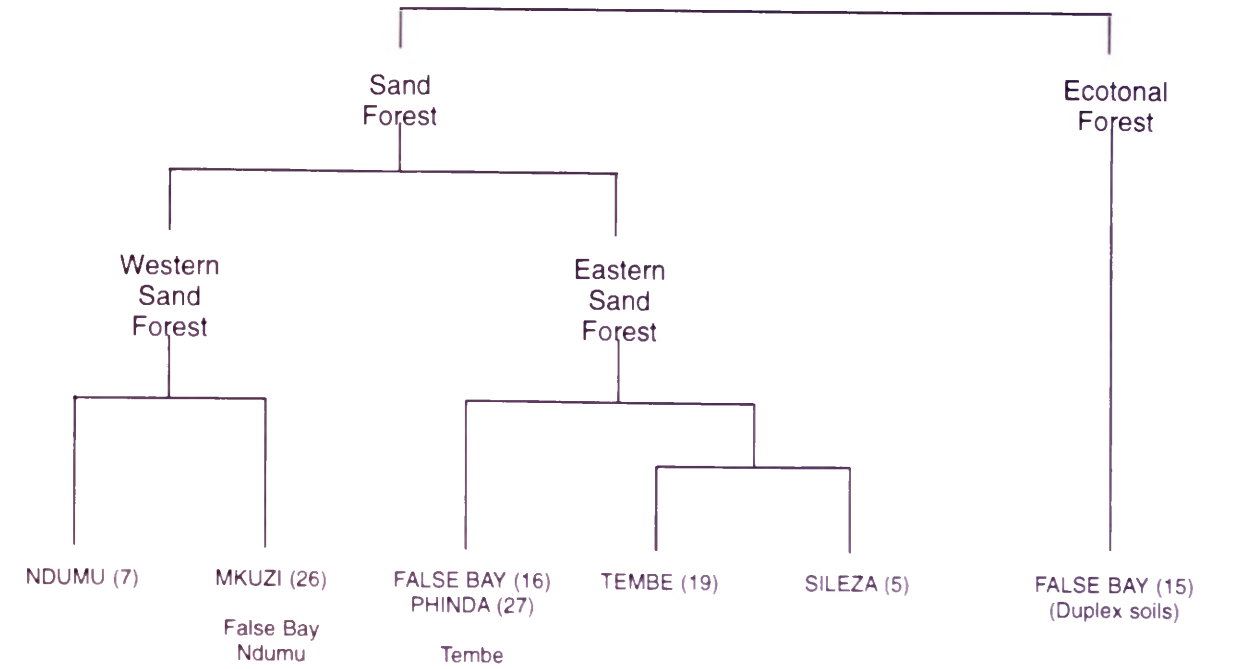 Sand
Forest
Ecotonal
Forest
Western
Sand
Forest
Eastern
Sand
Forest
NDUMU (7)
MKUZI (26)
False Bay
Ndumu
FALSE BAY (16)
PHINDA (27)
Tembe
TEMBE (19)
SILEZA (5)
FALSE BAY (15)
(Duplex soils)